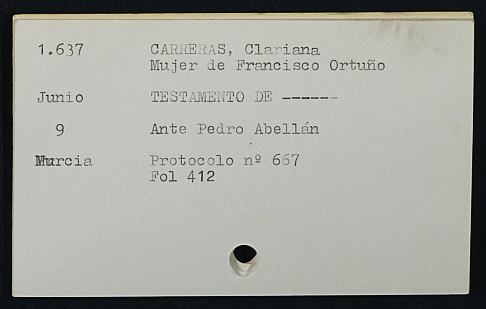 1.637 CARRERAS, Clariana
Mujer de Francisco Ortuño
Junio TESTAMENTO DE ------
9 Ante Pedro Abellán
Murcia Protocolo nº 667
Fol 412